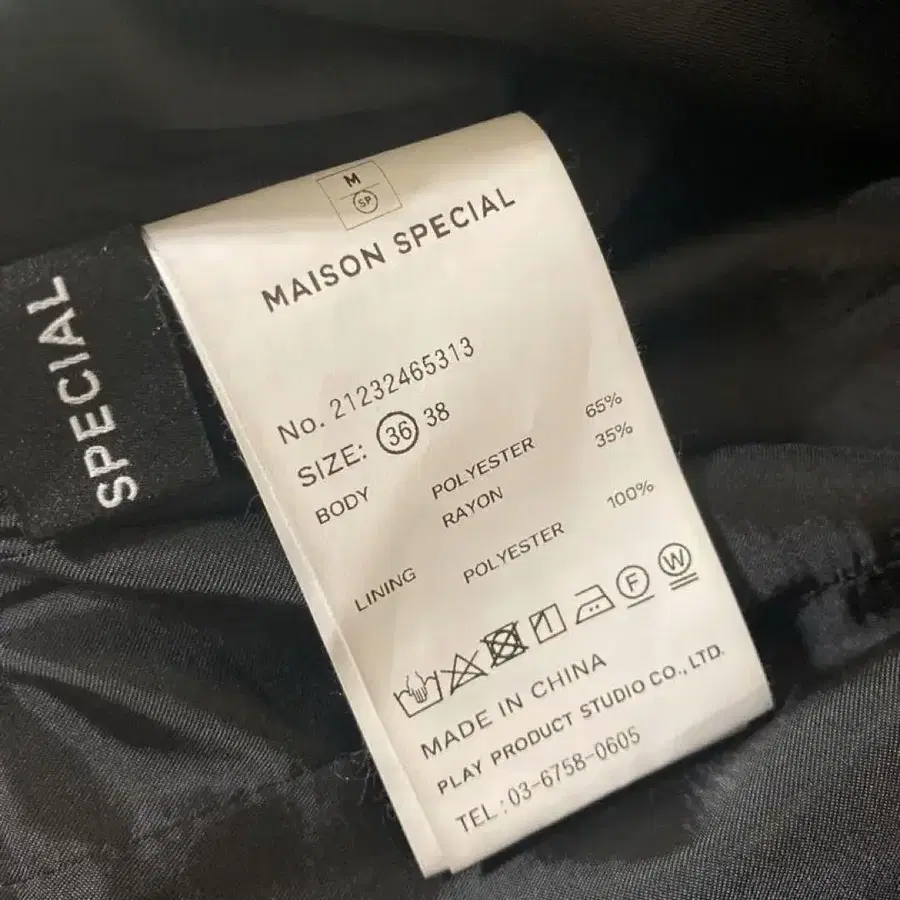 SPECIAL
M
SP
MAISON SPECIAL
No. 21232465313
SIZE: 36 38
BODY POLYESTER 65%
RAYON 35%
LINING POLYESTER 100%
F W
MADE IN CHINA
PLAY PRODUCT STUDIO CO., LTD.
TEL:03-6758-0605